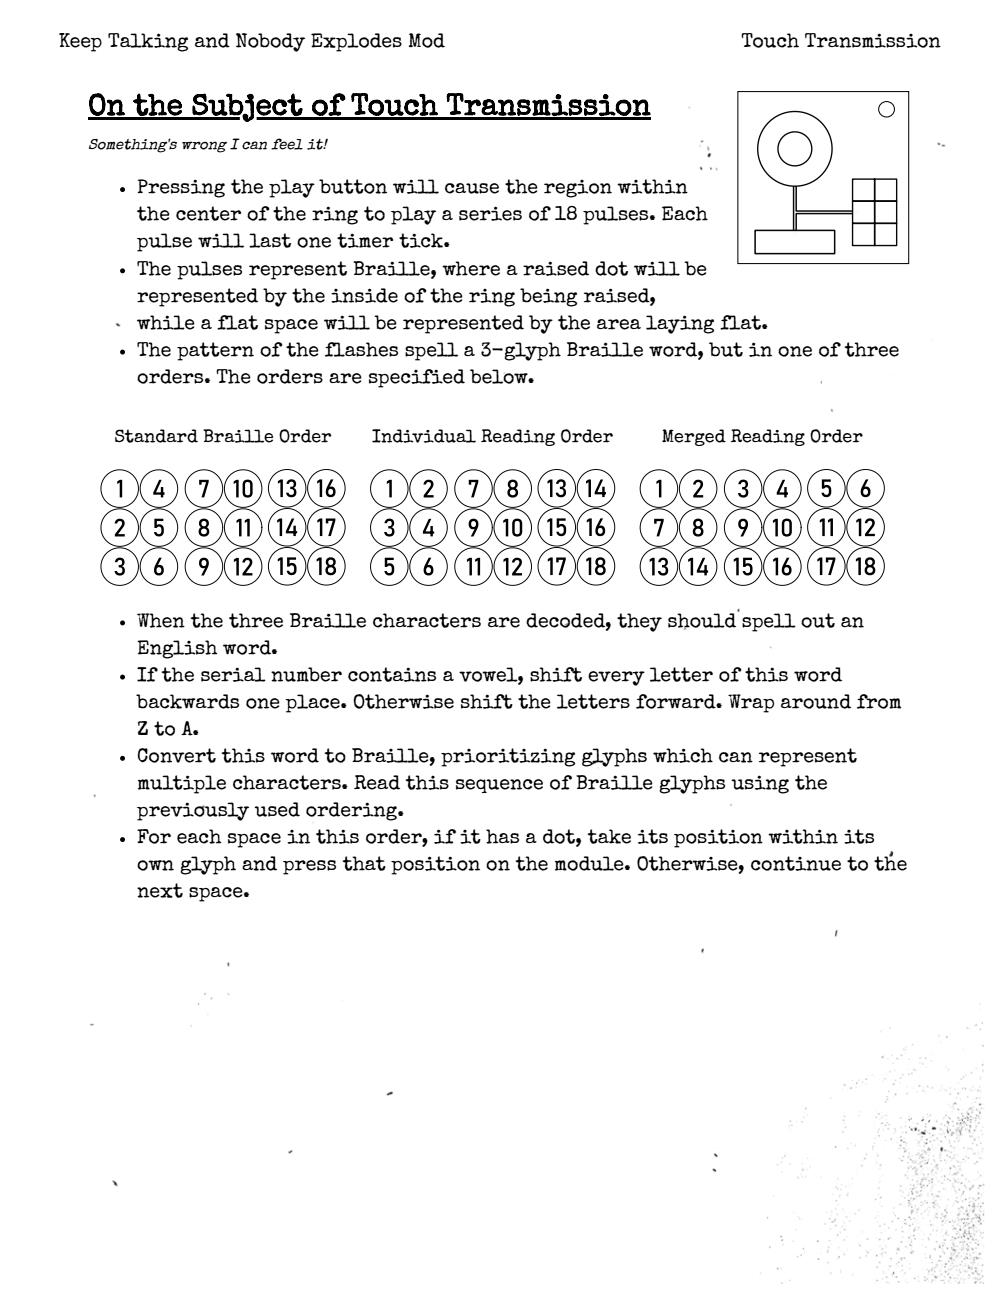 Keep Talking and Nobody Explodes Mod Touch Transmission
On the Subject of Touch Transmission
Something's wrong I can feel it!
• Pressing the play button will cause the region within
the center of the ring to play a series of 18 pulses. Each
pulse will last one timer tick.
• The pulses represent Braille, where a raised dot will be
represented by the inside of the ring being raised,
while a flat space will be represented by the area laying flat.
• The pattern of the flashes spell a 3-glyph Braille word, but in one of three
orders. The orders are specified below.
Standard Braille Order Individual Reading Order Merged Reading Order
1 4 7 10 13 16 1 2 7 8 13 14 1 2 3 4 5 6
2 5 8 11 14 17 3 4 9 10 15 16 7 8 9 10 11 12
3 6 9 12 15 18 5 6 11 12 17 18 13 14 15 16 17 18
• When the three Braille characters are decoded, they should spell out an
English word.
• If the serial number contains a vowel, shift every letter of this word
backwards one place. Otherwise shift the letters forward. Wrap around from
Z to A.
• Convert this word to Braille, prioritizing glyphs which can represent
multiple characters. Read this sequence of Braille glyphs using the
previously used ordering.
• For each space in this order, if it has a dot, take its position within its
own glyph and press that position on the module. Otherwise, continue to the
next space.